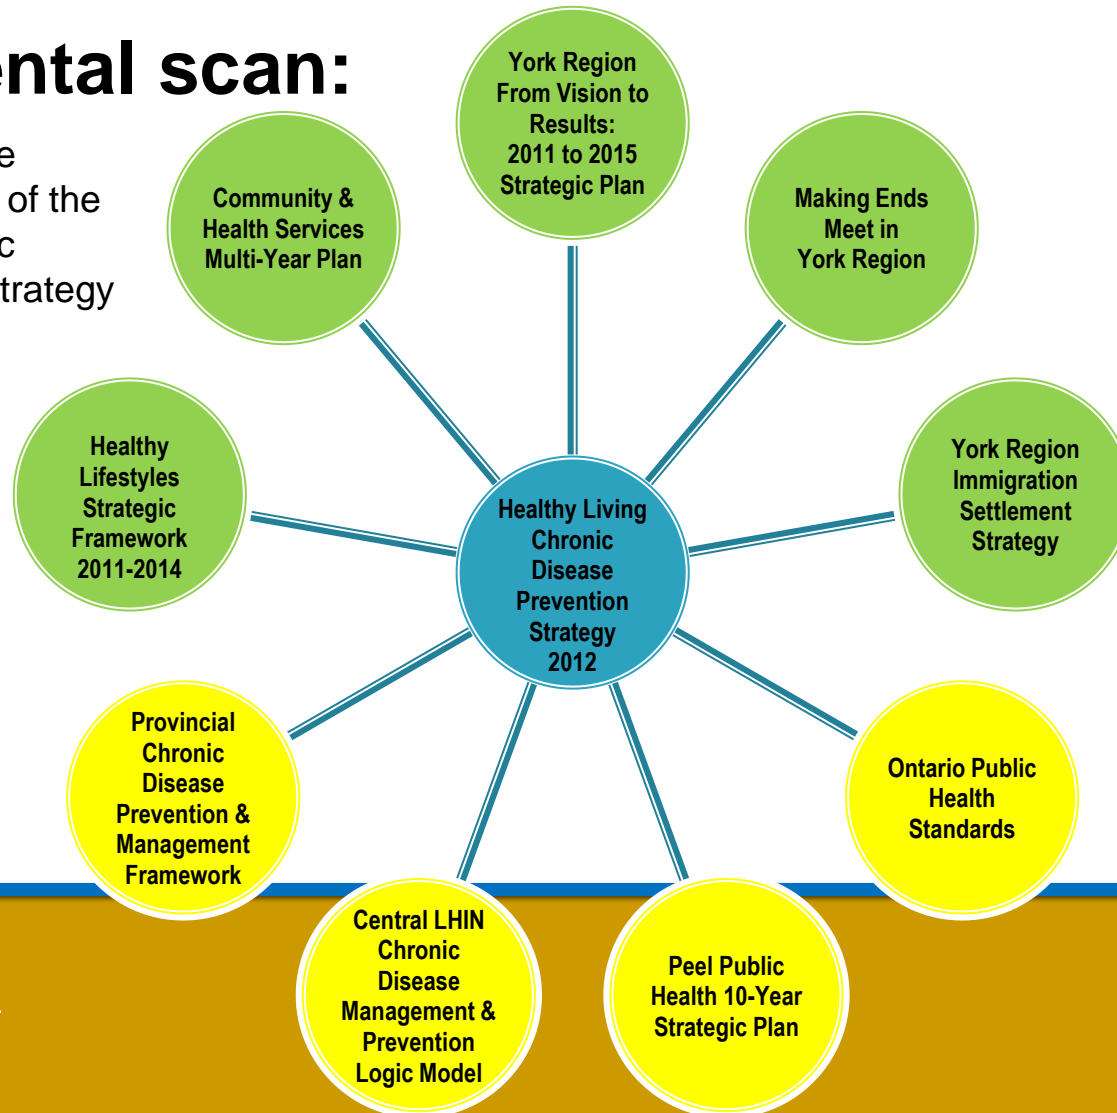 ental scan:
e
of the
c
trategy
York Region
From Vision to
Results:
2011 to 2015
Strategic Plan
Community &
Health Services
Multi-Year Plan
Making Ends
Meet in
York Region
Healthy
Lifestyles
Strategic
Framework
2011-2014
York Region
Immigration
Settlement
Strategy
Healthy Living
Chronic
Disease
Prevention
Strategy
2012
Provincial
Chronic
Disease
Prevention &
Management
Framework
Ontario Public
Health
Standards
Central LHIN
Chronic
Disease
Management &
Prevention
Logic Model
Peel Public
Health 10-Year
Strategic Plan